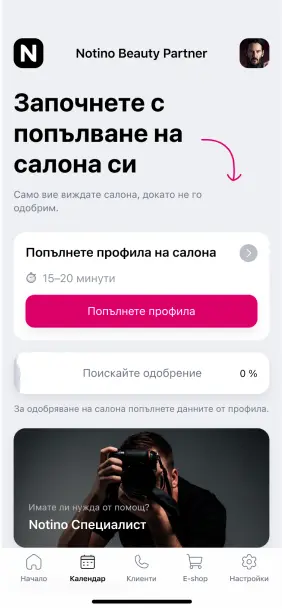 N
Notino Beauty Partner
Започнете с
попълване на
салона си
Само вие виждате салона, докато не го
одобрим.
Попълнете профила на салона
15–20 минути
Попълнете профила
Поискайте одобрение
0 %
За одобряване на салона попълнете данните от профила.
Имате ли нужда от помощ?
Notino Специалист
Начало
Календар
Клиенти
E-shop
Настройки